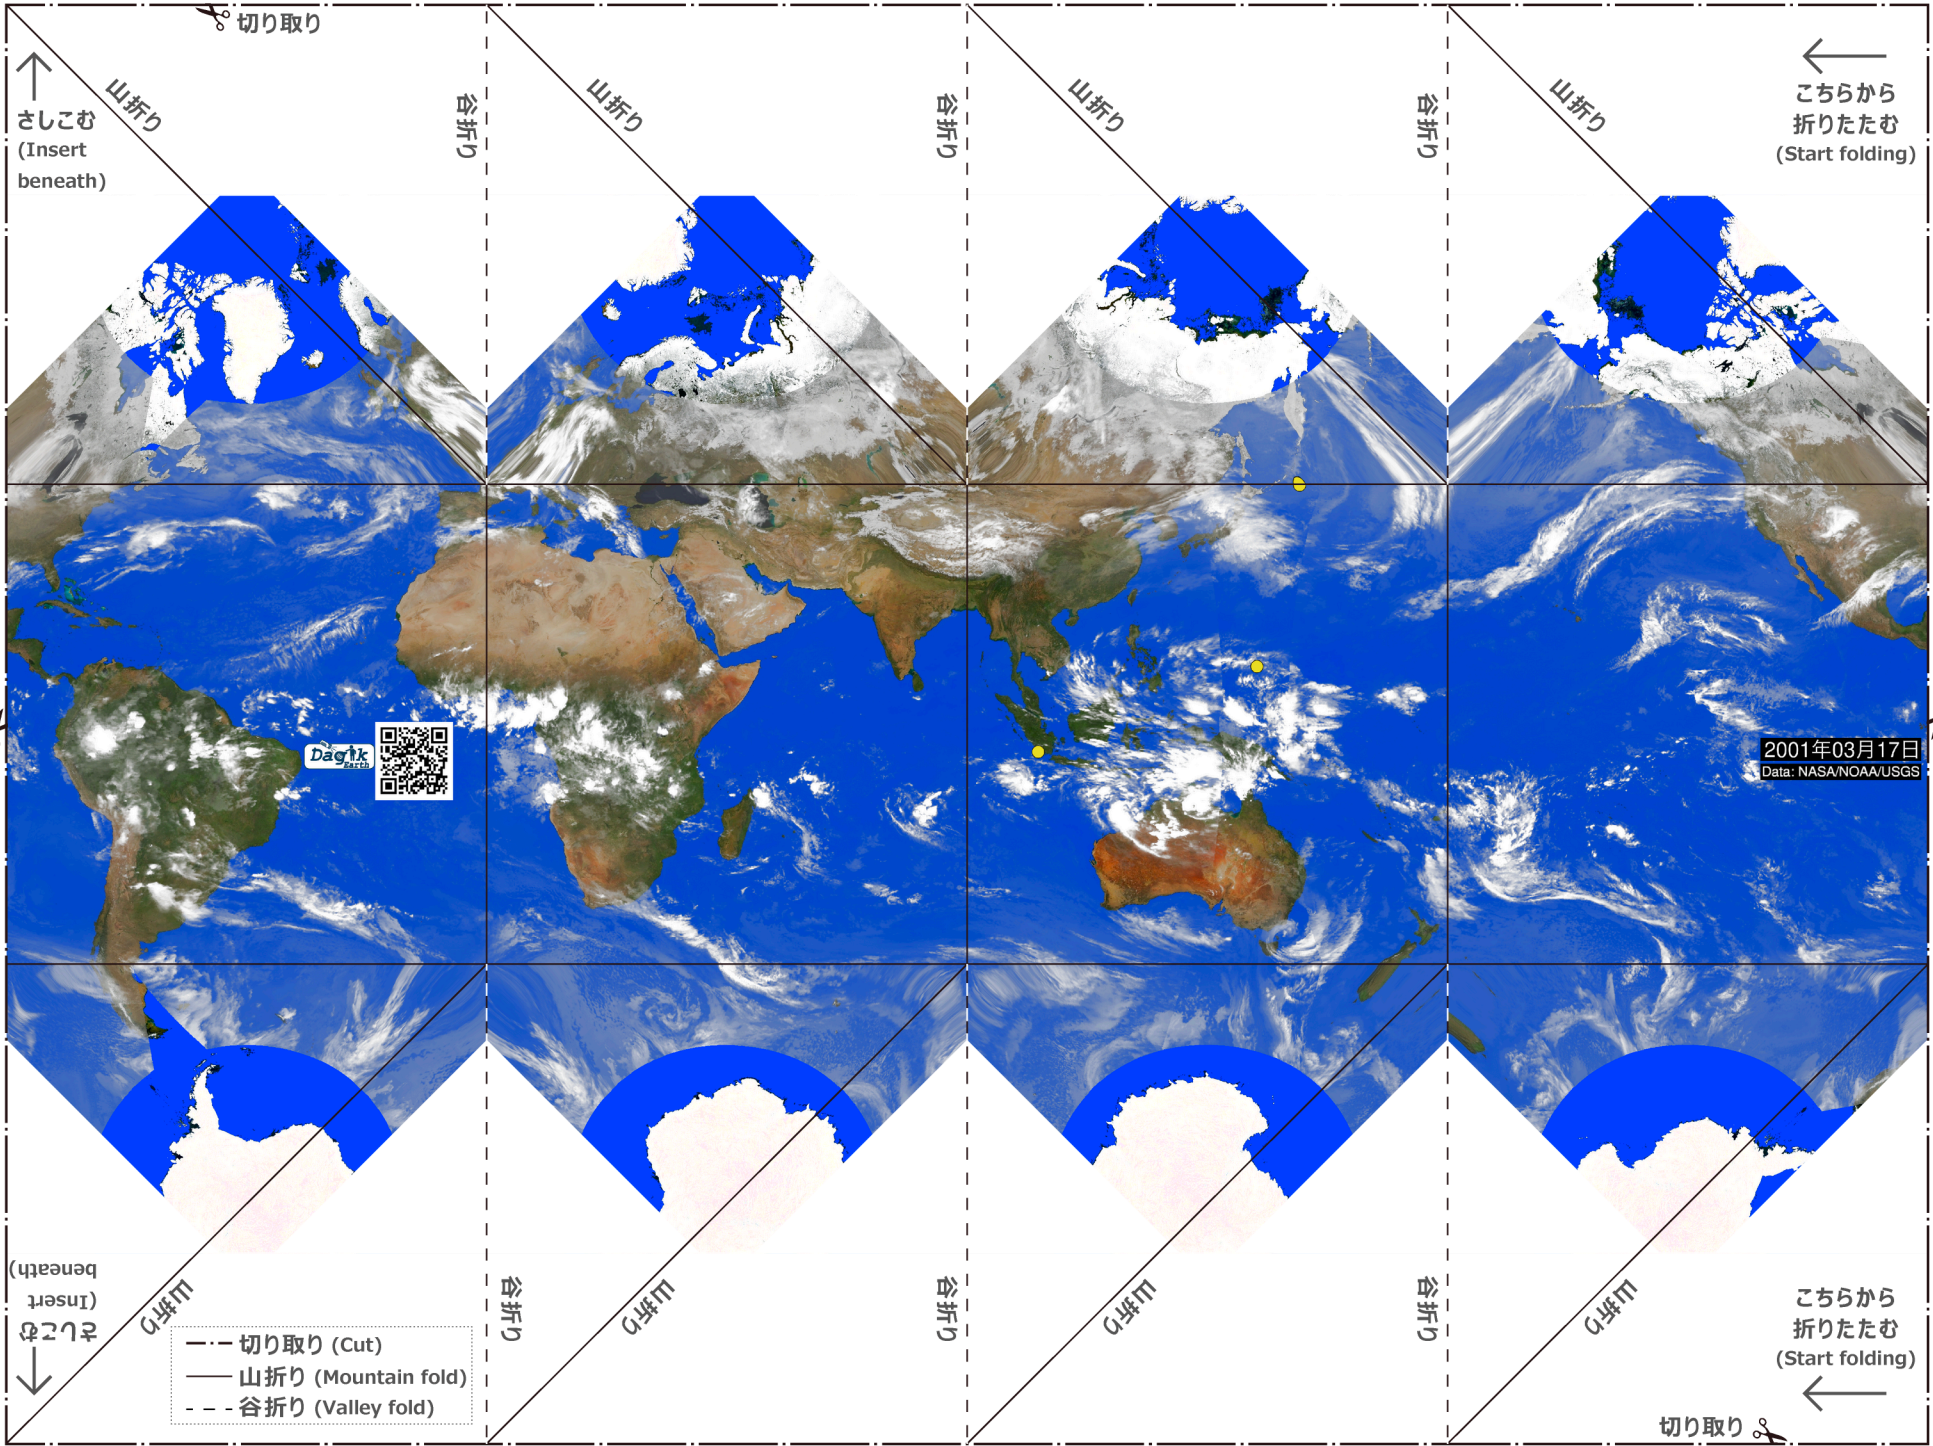 切り取り
さしこむ
(Insert
beneath)
山折り
谷折り
山折り
谷折り
山折り
谷折り
山折り
こちらから
折りたたむ
(Start folding)
Dagik
Earth
2001年03月17日
Data: NASA/NOAA/USGS
さしこむ
(Insert
beneath)
山折り
谷折り
山折り
谷折り
山折り
谷折り
山折り
こちらから
折りたたむ
(Start folding)
切り取り (Cut)
山折り (Mountain fold)
谷折り (Valley fold)
切り取り